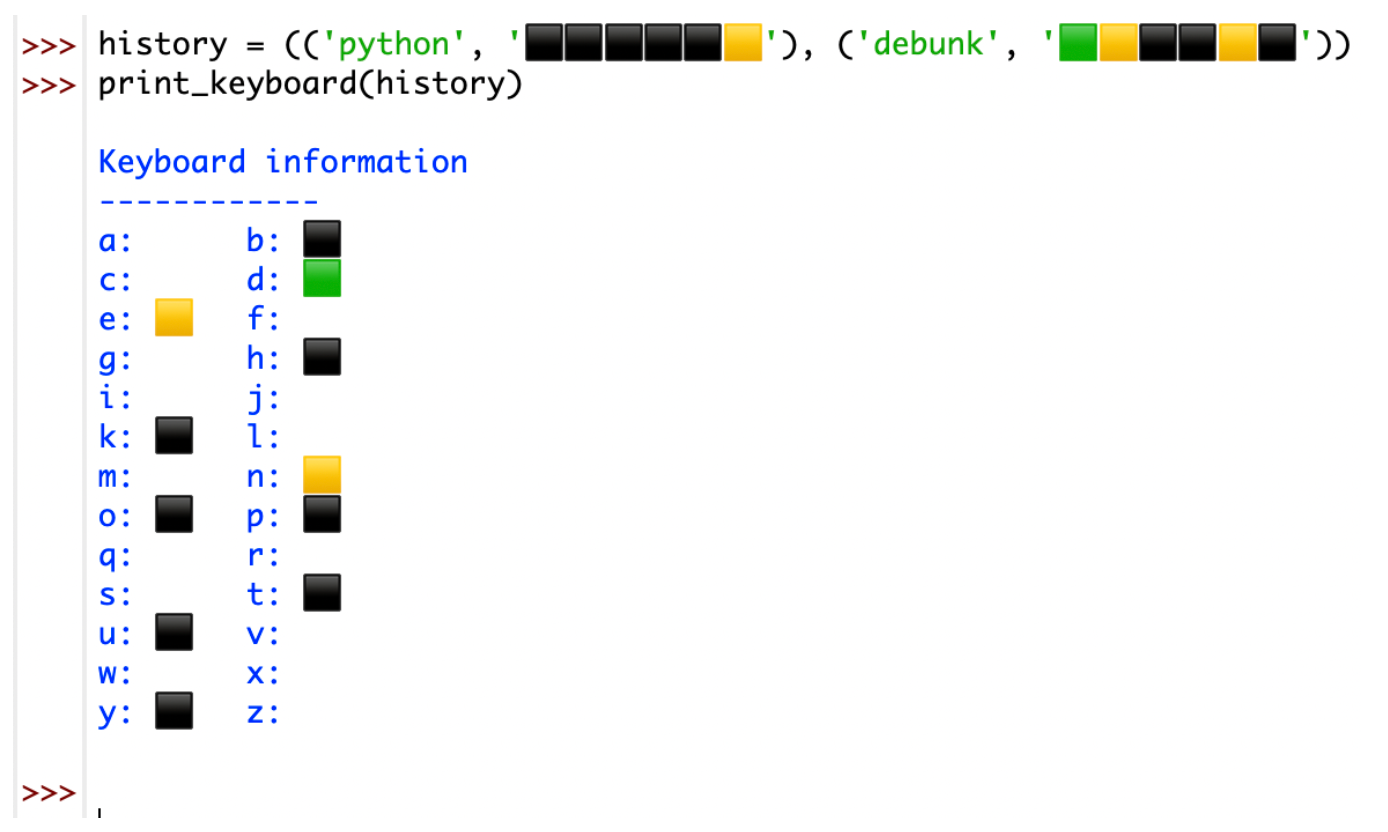 >>> history = (('python', '⬛⬛⬛⬛⬛🟨'), ('debunk', '🟩🟨⬛⬛🟨⬛'))
>>> print_keyboard(history)
Keyboard information
------------
a: b: ⬛
c: d: 🟩
e: 🟨 f:
g: h: ⬛
i: j:
k: ⬛ l:
m: n: 🟨
o: ⬛ p: ⬛
q: r:
s: t: ⬛
u: ⬛ v:
w: x:
y: ⬛ z:
>>>